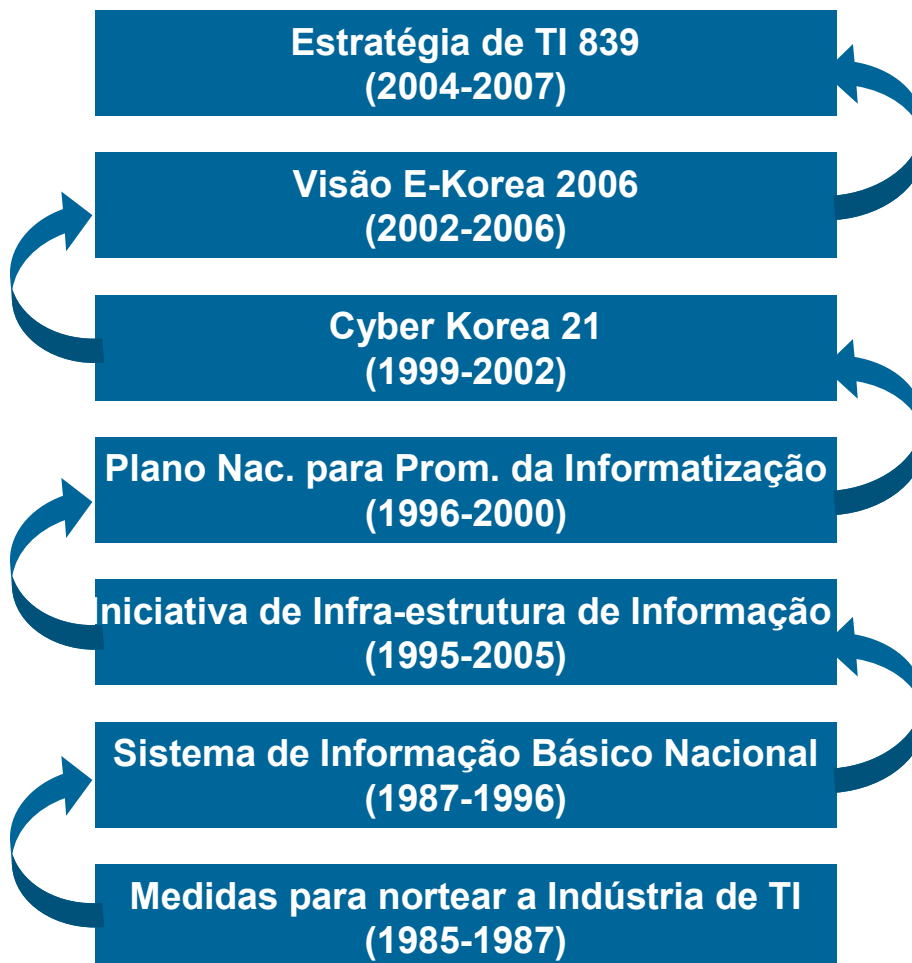 Estratégia de TI 839
(2004-2007)
Visão E-Korea 2006
(2002-2006)
Cyber Korea 21
(1999-2002)
Plano Nac. para Prom. da Informatização
(1996-2000)
Iniciativa de Infra-estrutura de Informação
(1995-2005)
Sistema de Informação Básico Nacional
(1987-1996)
Medidas para nortear a Indústria de TI
(1985-1987)